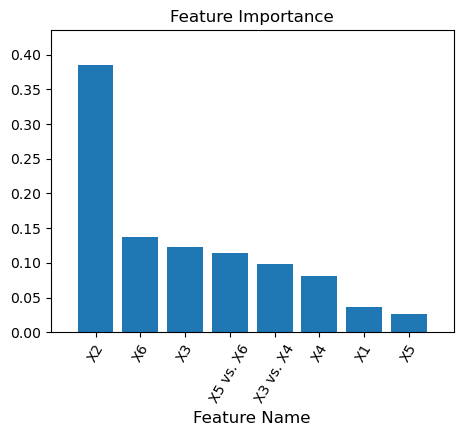 Feature Importance
0.40
0.35
0.30
0.25
0.20
0.15
0.10
0.05
0.00
X2
X6
X3
X5 vs. X6
X3 vs. X4
X4
X1
X5
Feature Name